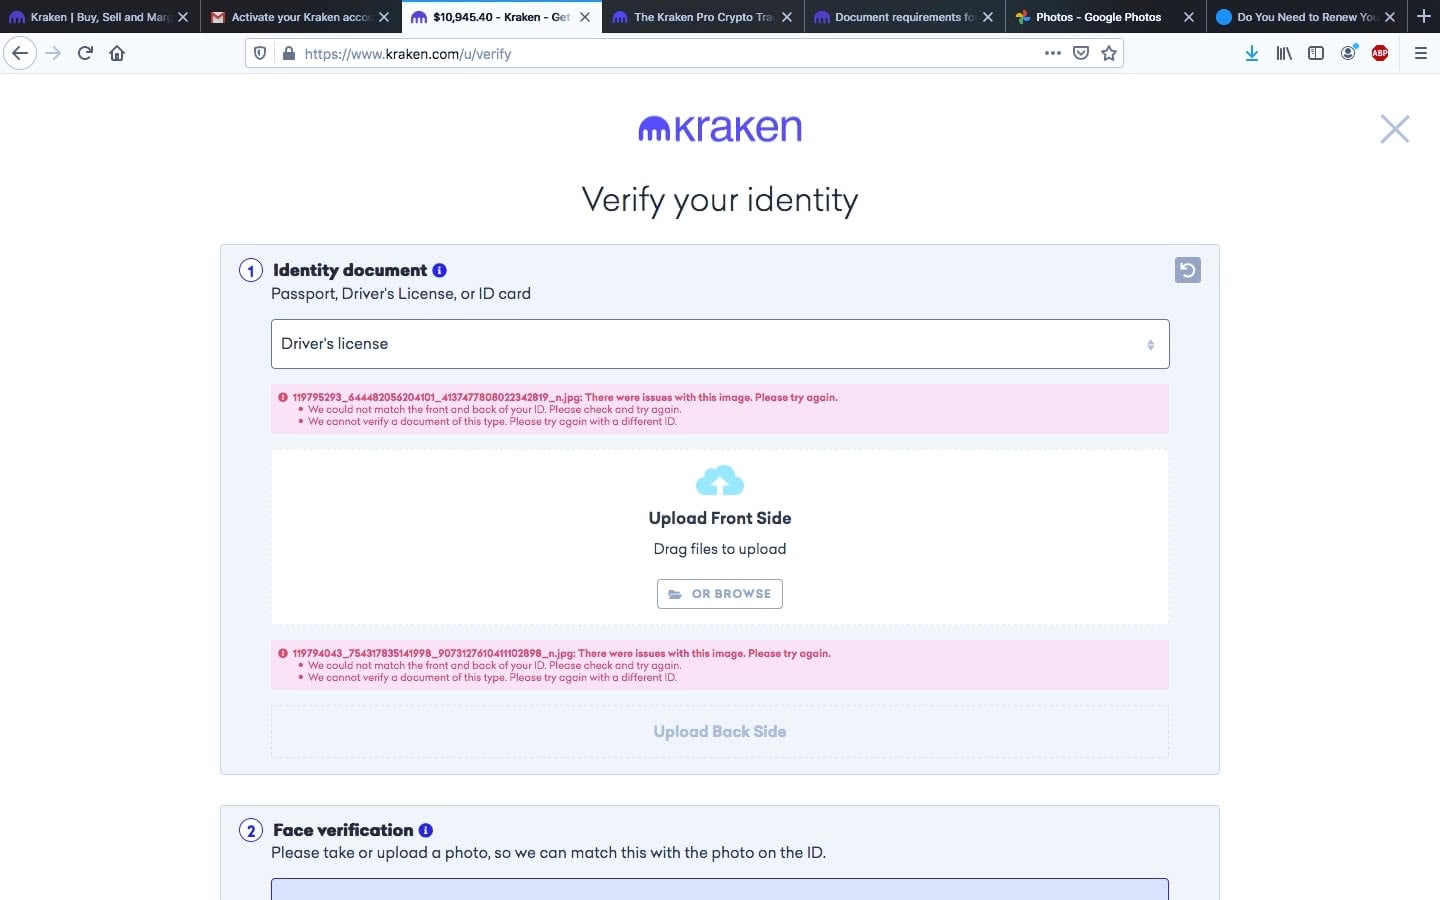 Kraken | Buy, Sell and Marg
Activate your Kraken acco
$10,945.40 - Kraken - Get
The Kraken Pro Crypto Tra
Document requirements fo
Photos - Google Photos
Do You Need to Renew You
https://www.kraken.com/u/verify
ABP
kraken
Verify your identity
1 Identity document
Passport, Driver's License, or ID card
Driver's license
119795293_644482056204101_4137477808022342819_n.jpg: There were issues with this image. Please try again.
• We could not match the front and back of your ID. Please check and try again.
• We cannot verify a document of this type. Please try again with a different ID.
Upload Front Side
Drag files to upload
OR BROWSE
119794043_754317835141998_9073127610411102898_n.jpg: There were issues with this image. Please try again.
• We could not match the front and back of your ID. Please check and try again.
• We cannot verify a document of this type. Please try again with a different ID.
Upload Back Side
2 Face verification
Please take or upload a photo, so we can match this with the photo on the ID.